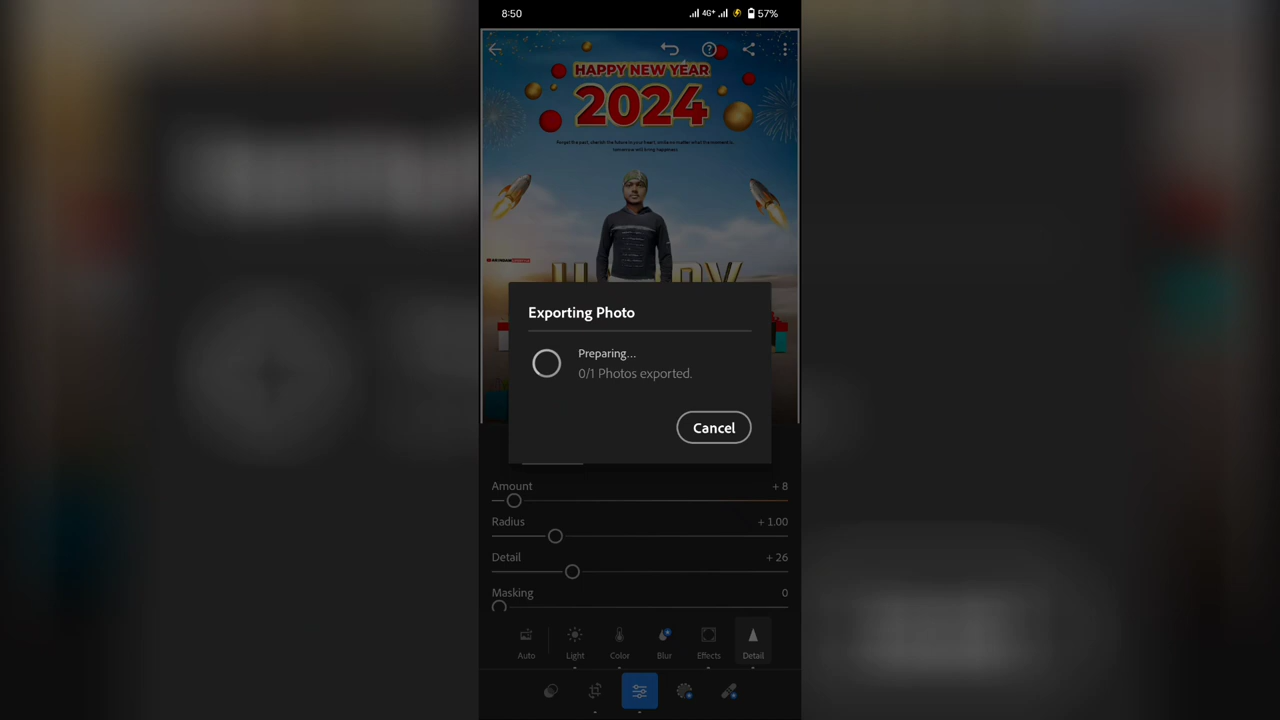 8:50
4G+
57%
HAPPY NEW YEAR
2024
Exporting Photo
Preparing...
0/1 Photos exported.
Cancel
Amount
+ 8
Radius
+ 1.00
Detail
+ 26
Masking
0
Auto
Light
Color
Blur
Effects
Detail